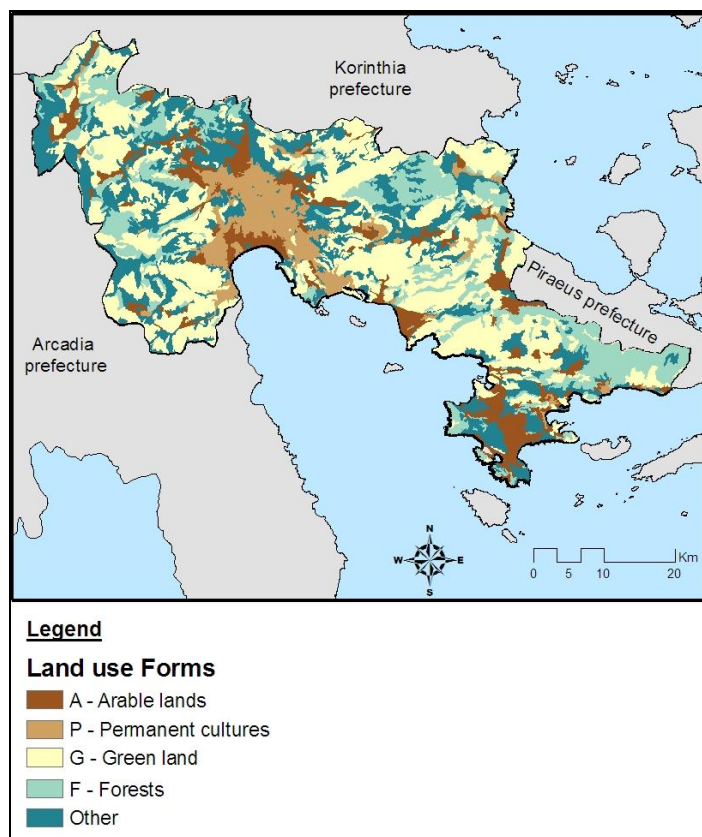 Korinthia
prefecture
Piraeus prefecture
Arcadia
prefecture
N
W
E
S
Km
0 5 10 20
Legend
Land use Forms
A - Arable lands
P - Permanent cultures
G - Green land
F - Forests
Other